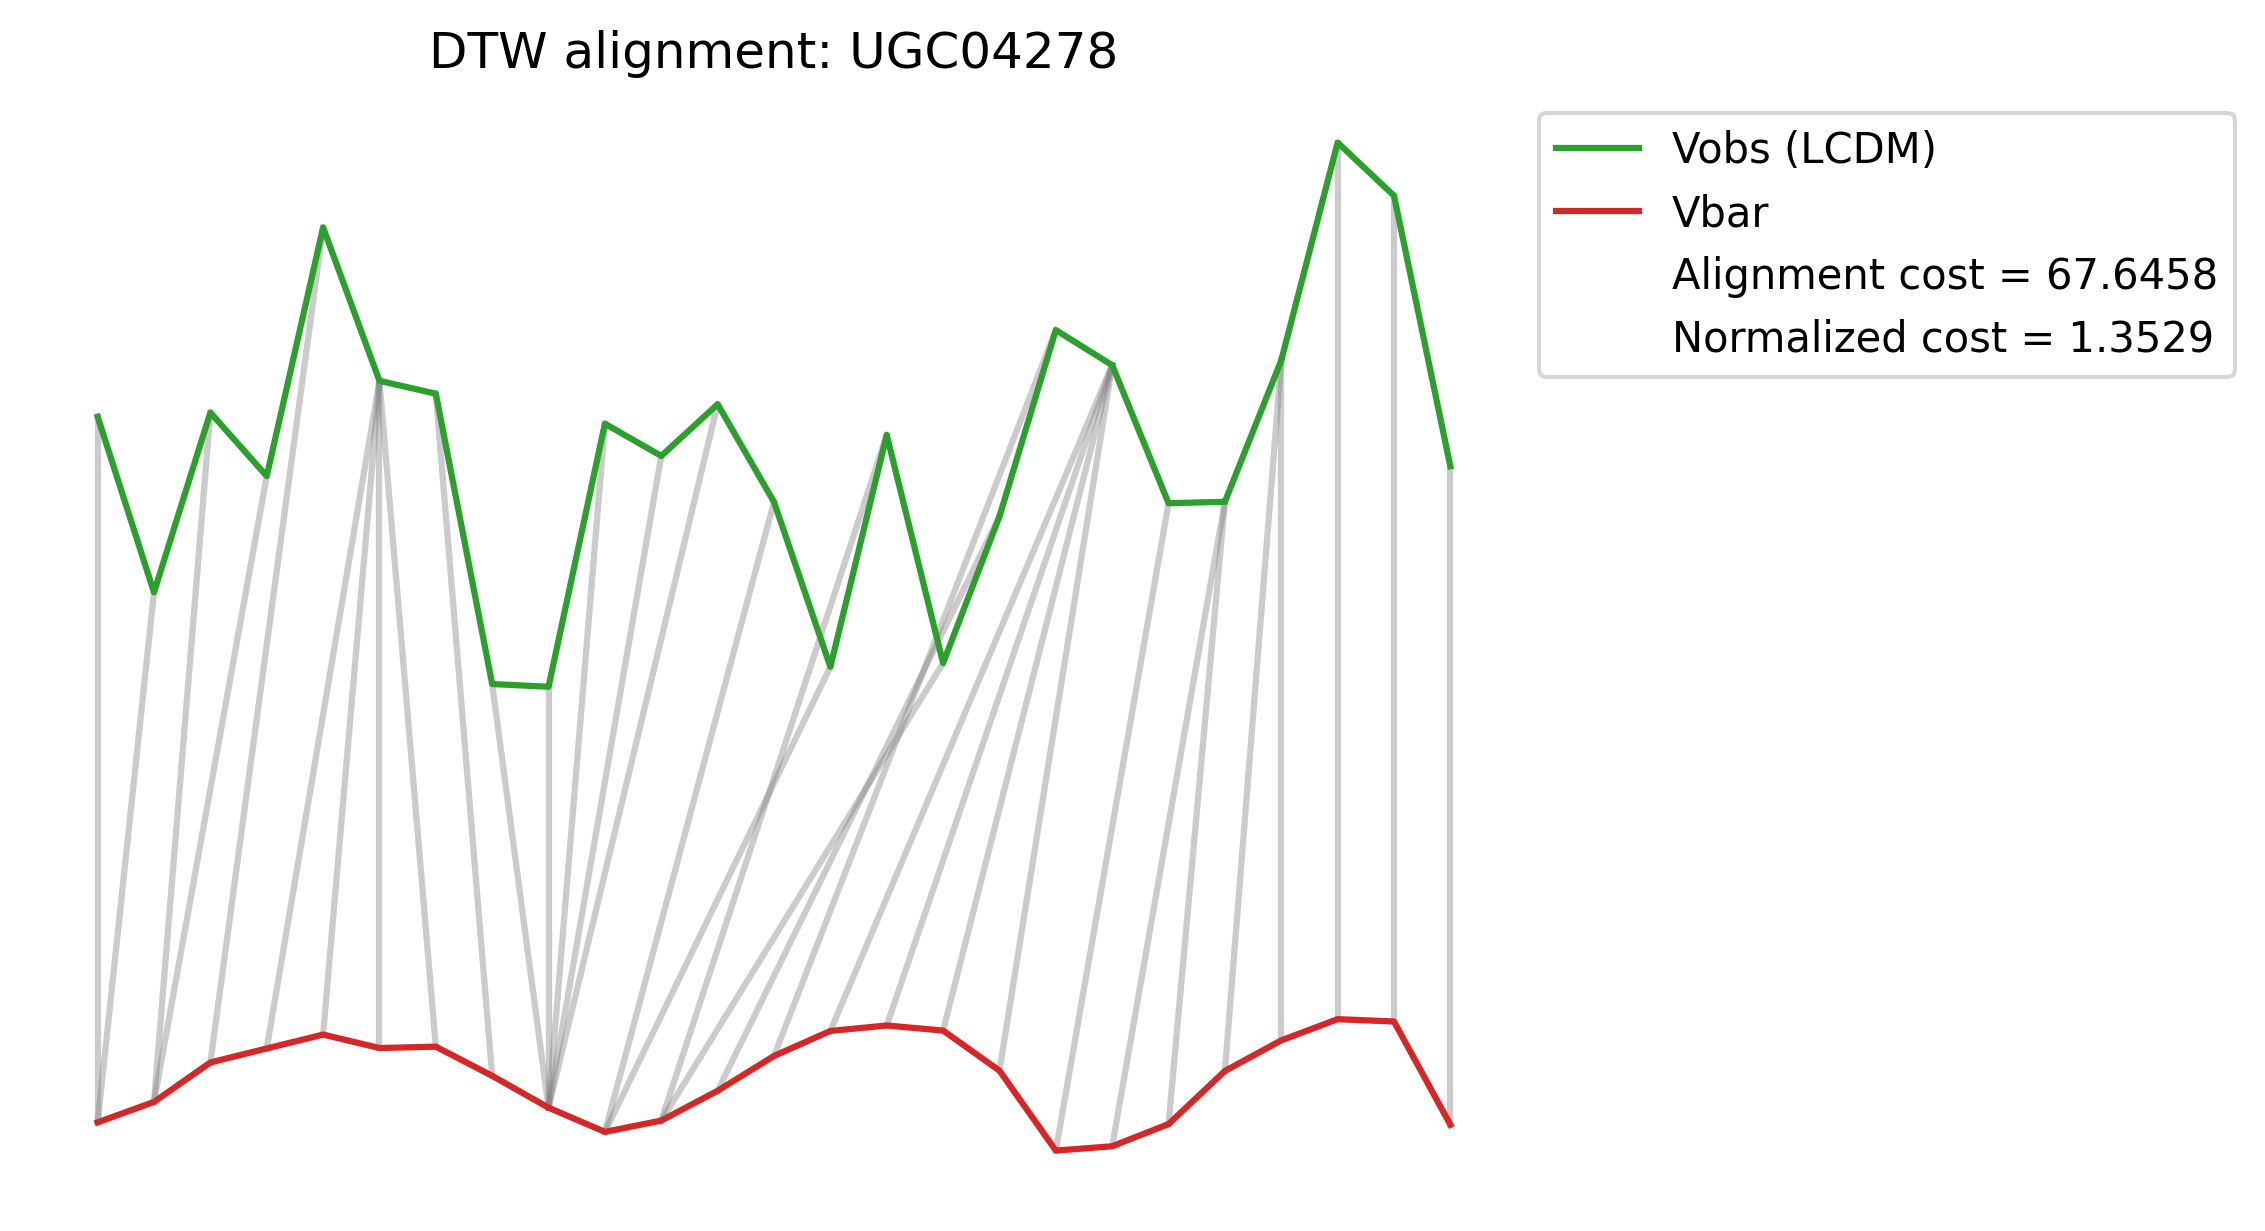 DTW alignment: UGC04278
Vobs (LCDM)
Vbar
Alignment cost = 67.6458
Normalized cost = 1.3529